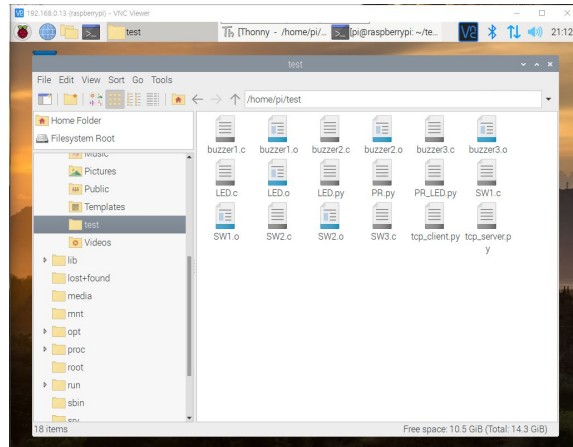 192.168.0.13 (raspberrypi) - VNC Viewer
test
[Thonny - /home/pi/...
[pi@raspberrypi: ~/te...
21:12
test
File Edit View Sort Go Tools
/home/pi/test
Home Folder
Filesystem Root
Music
Pictures
Public
Templates
test
Videos
lib
lost+found
media
mnt
opt
proc
root
run
sbin
srv
buzzer1.c buzzer1.o buzzer2.c buzzer2.o buzzer3.c buzzer3.o
LED.c LED.o LED.py PR.py PR_LED.py SW1.c
SW1.o SW2.c SW2.o SW3.c tcp_client.py tcp_server.p
y
18 items
Free space: 10.5 GiB (Total: 14.3 GiB)